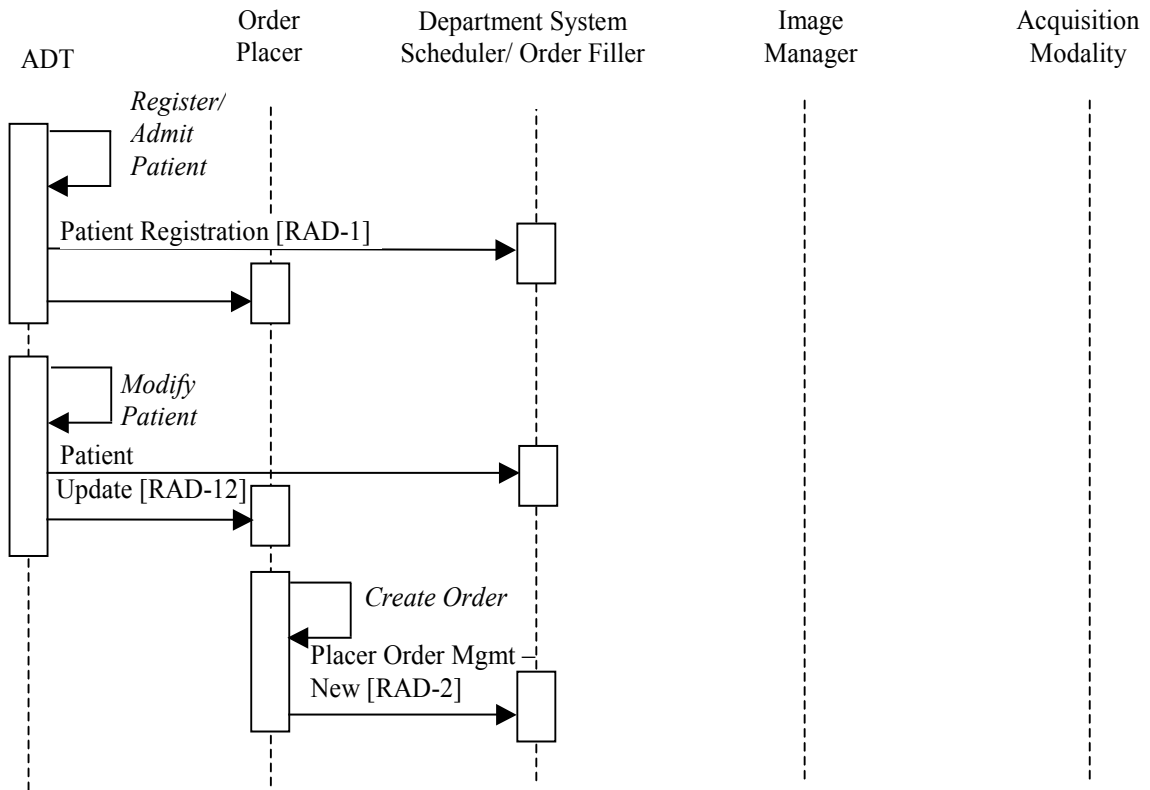 ADT
Order
Placer
Department System
Scheduler/ Order Filler
Image
Manager
Acquisition
Modality
Register/
Admit
Patient
Patient Registration [RAD-1]
Modify
Patient
Patient
Update [RAD-12]
Create Order
Placer Order Mgmt –
New [RAD-2]